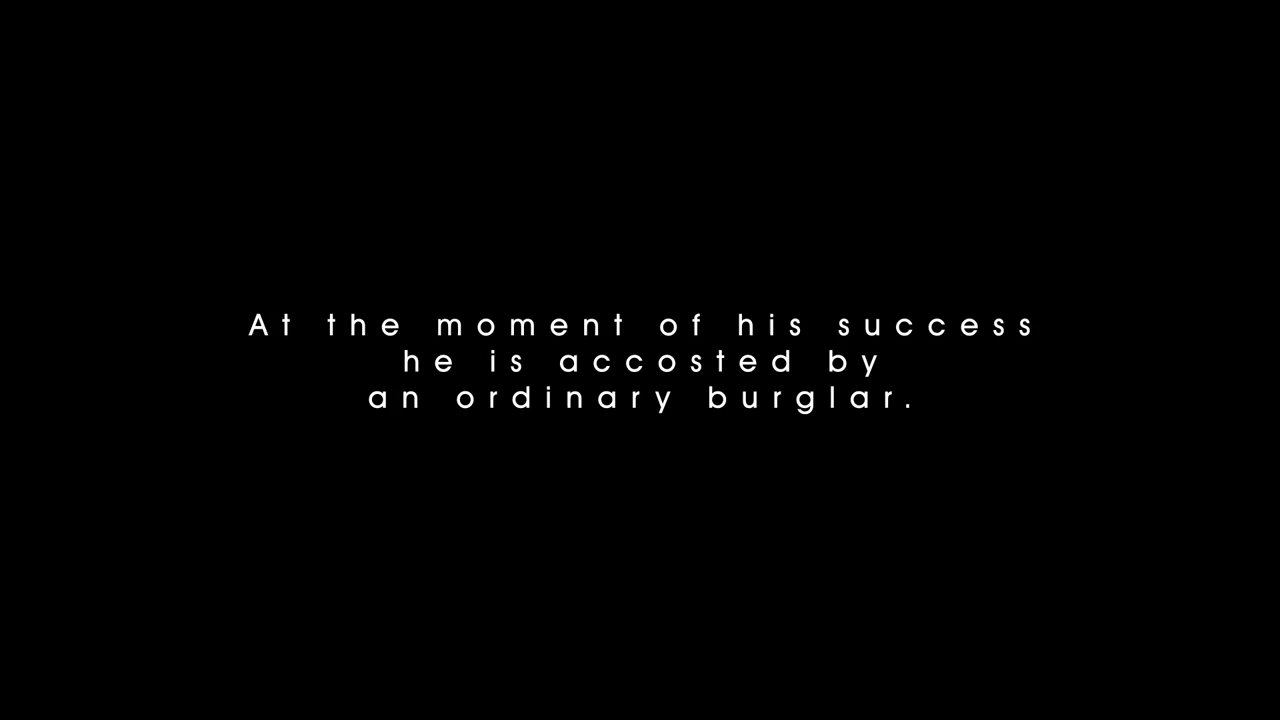 At the moment of his success
he is accosted by
an ordinary burglar.